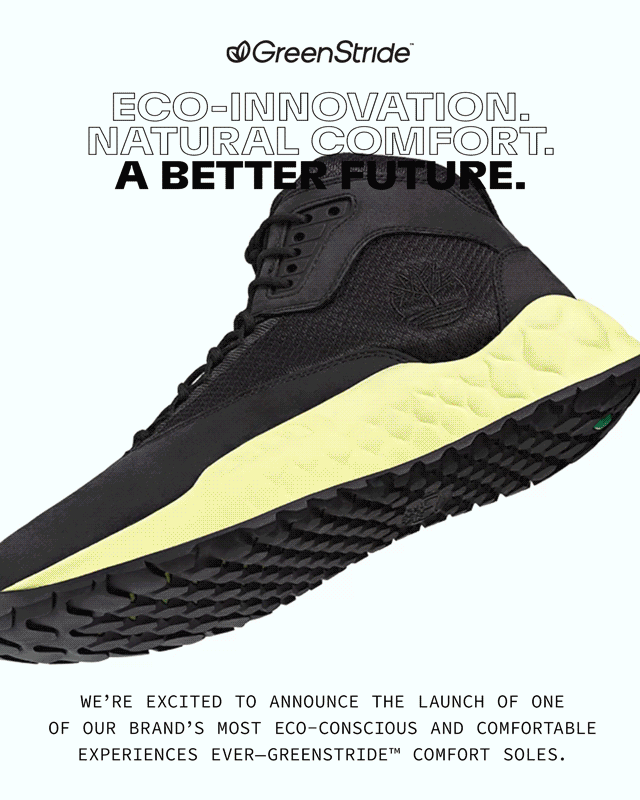 GreenStride™
ECO-INNOVATION.
NATURAL COMFORT.
A BETTER FUTURE.
WE’RE EXCITED TO ANNOUNCE THE LAUNCH OF ONE
OF OUR BRAND’S MOST ECO-CONSCIOUS AND COMFORTABLE
EXPERIENCES EVER—GREENSTRIDE™ COMFORT SOLES.